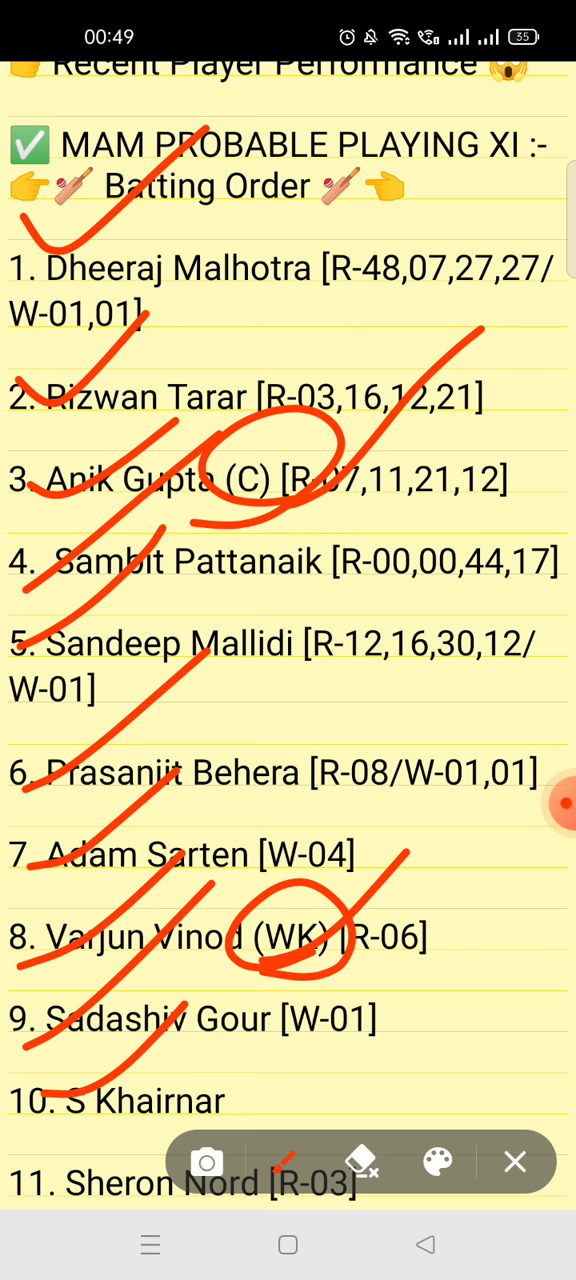 00:49
35
👉 Recent Player Performance 😱
✅ MAM PROBABLE PLAYING XI :-
👉🏏 Batting Order 🏏👈
1. Dheeraj Malhotra [R-48,07,27,27/
W-01,01]
2. Rizwan Tarar [R-03,16,12,21]
3. Anik Gupta (C) [R-07,11,21,12]
4. Sambit Pattanaik [R-00,00,44,17]
5. Sandeep Mallidi [R-12,16,30,12/
W-01]
6. Prasanjit Behera [R-08/W-01,01]
7. Adam Sarten [W-04]
8. Varjun Vinod (WK) [R-06]
9. Sadashiv Gour [W-01]
10. S Khairnar
11. Sheron Nord [R-03]